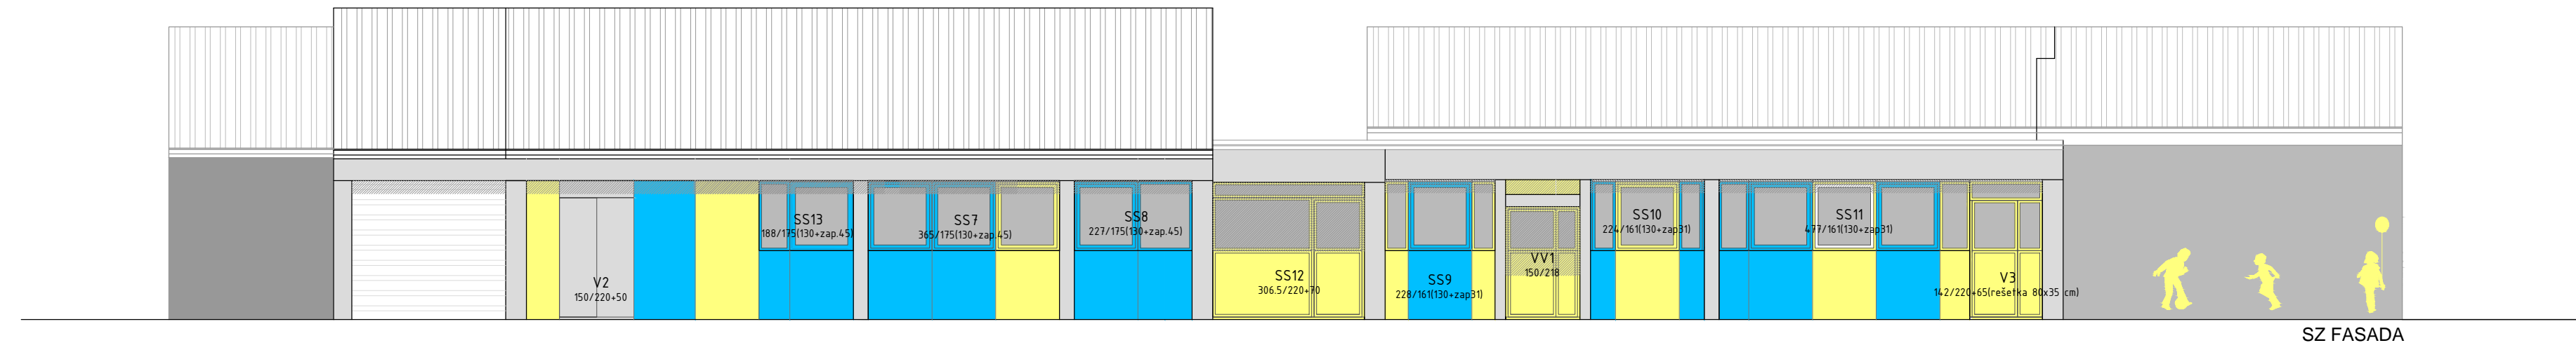 V2
150/220+50
SS13
188/175(130+zap.45)
SS7
365/175(130+zap.45)
SS8
227/175(130+zap.45)
SS12
306.5/220+70
SS9
228/161(130+zap31)
VV1
150/218
SS10
224/161(130+zap31)
SS11
477/161(130+zap31)
V3
142/220+65(rešetka 80x35 cm)
SZ FASADA